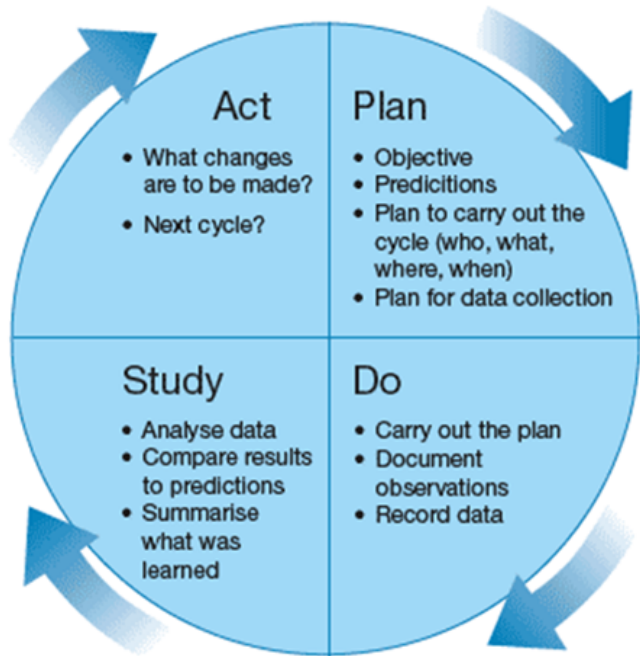 Act
• What changes
are to be made?
• Next cycle?
Plan
• Objective
• Predicitions
• Plan to carry out the
cycle (who, what,
where, when)
• Plan for data collection
Study
• Analyse data
• Compare results
to predictions
• Summarise
what was
learned
Do
• Carry out the plan
• Document
observations
• Record data